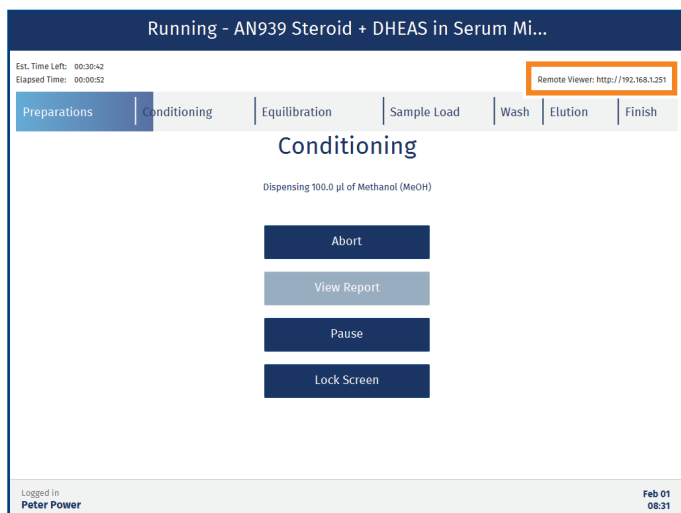 Running - AN939 Steroid + DHEAS in Serum Mi...
Est. Time Left: 00:30:42
Elapsed Time: 00:00:52
Remote Viewer: http://192.168.1.251
Preparations Conditioning Equilibration Sample Load Wash Elution Finish
Conditioning
Dispensing 100.0 µl of Methanol (MeOH)
Abort
View Report
Pause
Lock Screen
Logged in
Peter Power
Feb 01
08:31